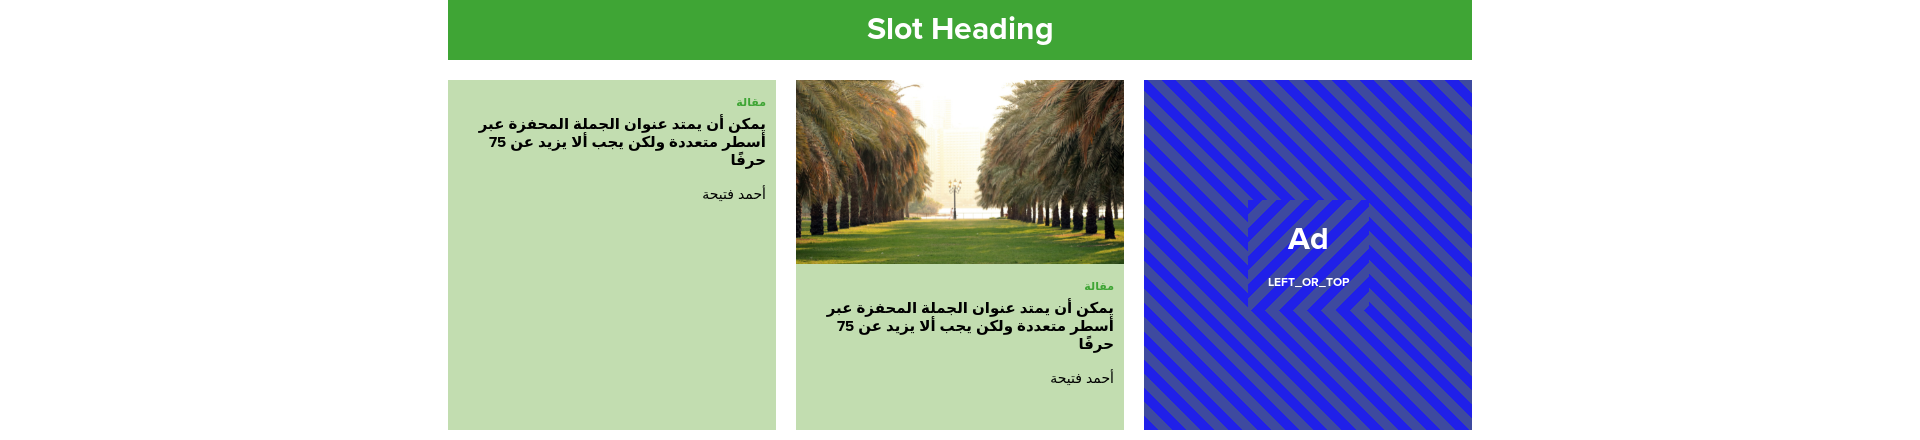 Slot Heading
مقالة
يمكن أن يمتد عنوان الجملة المحفزة عبر
أسطر متعددة ولكن يجب ألا يزيد عن 75
حرفًا
أحمد فتيحة
مقالة
يمكن أن يمتد عنوان الجملة المحفزة عبر
أسطر متعددة ولكن يجب ألا يزيد عن 75
حرفًا
أحمد فتيحة
Ad
LEFT_OR_TOP